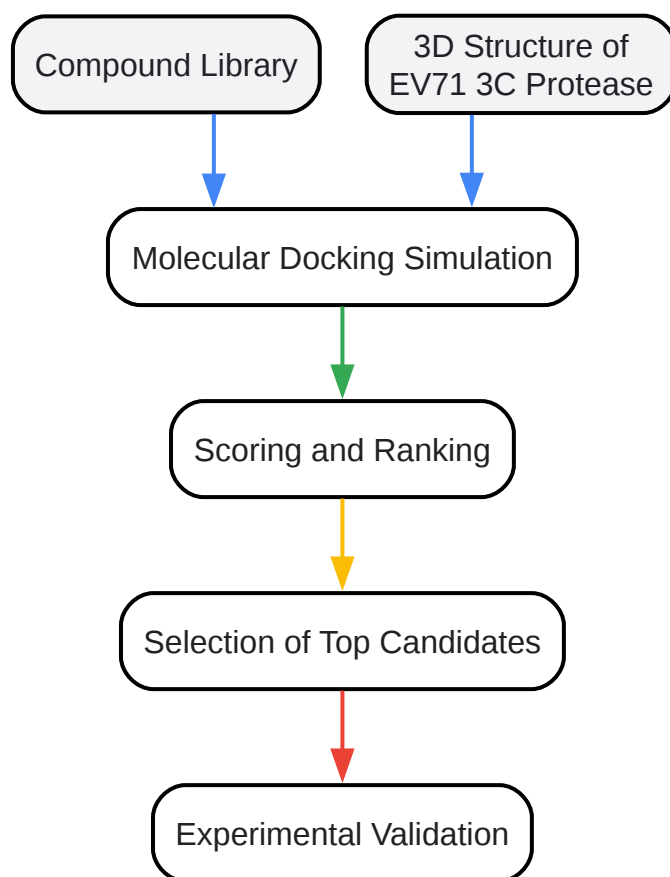 Compound Library
3D Structure of
EV71 3C Protease
Molecular Docking Simulation
Scoring and Ranking
Selection of Top Candidates
Experimental Validation